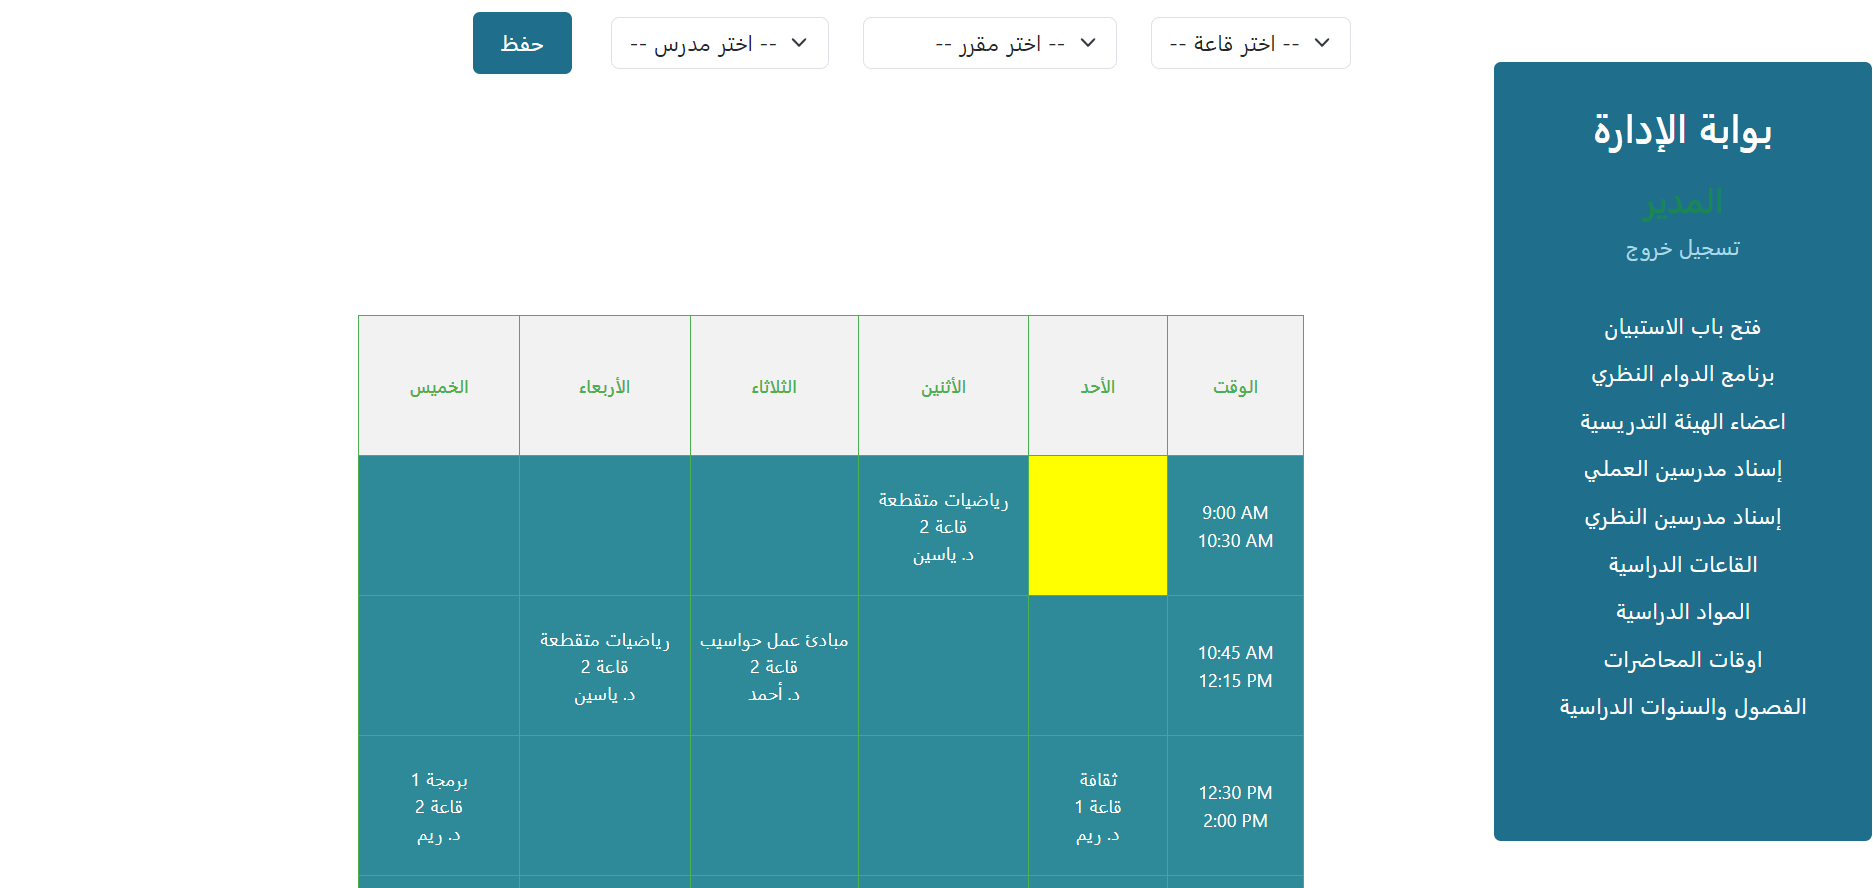 -- اختر قاعة --
-- اختر مقرر --
-- اختر مدرس --
حفظ
بوابة الإدارة
المدير
تسجيل خروج
فتح باب الاستبيان
برنامج الدوام النظري
اعضاء الهيئة التدريسية
إسناد مدرسين العملي
إسناد مدرسين النظري
القاعات الدراسية
المواد الدراسية
اوقات المحاضرات
الفصول والسنوات الدراسية
الوقت
الأحد
الأثنين
الثلاثاء
الأربعاء
الخميس
9:00 AM
10:30 AM
رياضيات متقطعة
قاعة 2
د. ياسين
10:45 AM
12:15 PM
مبادئ عمل حواسيب
قاعة 2
د. أحمد
رياضيات متقطعة
قاعة 2
د. ياسين
12:30 PM
2:00 PM
ثقافة
قاعة 1
د. ريم
برمجة 1
قاعة 2
د. ريم